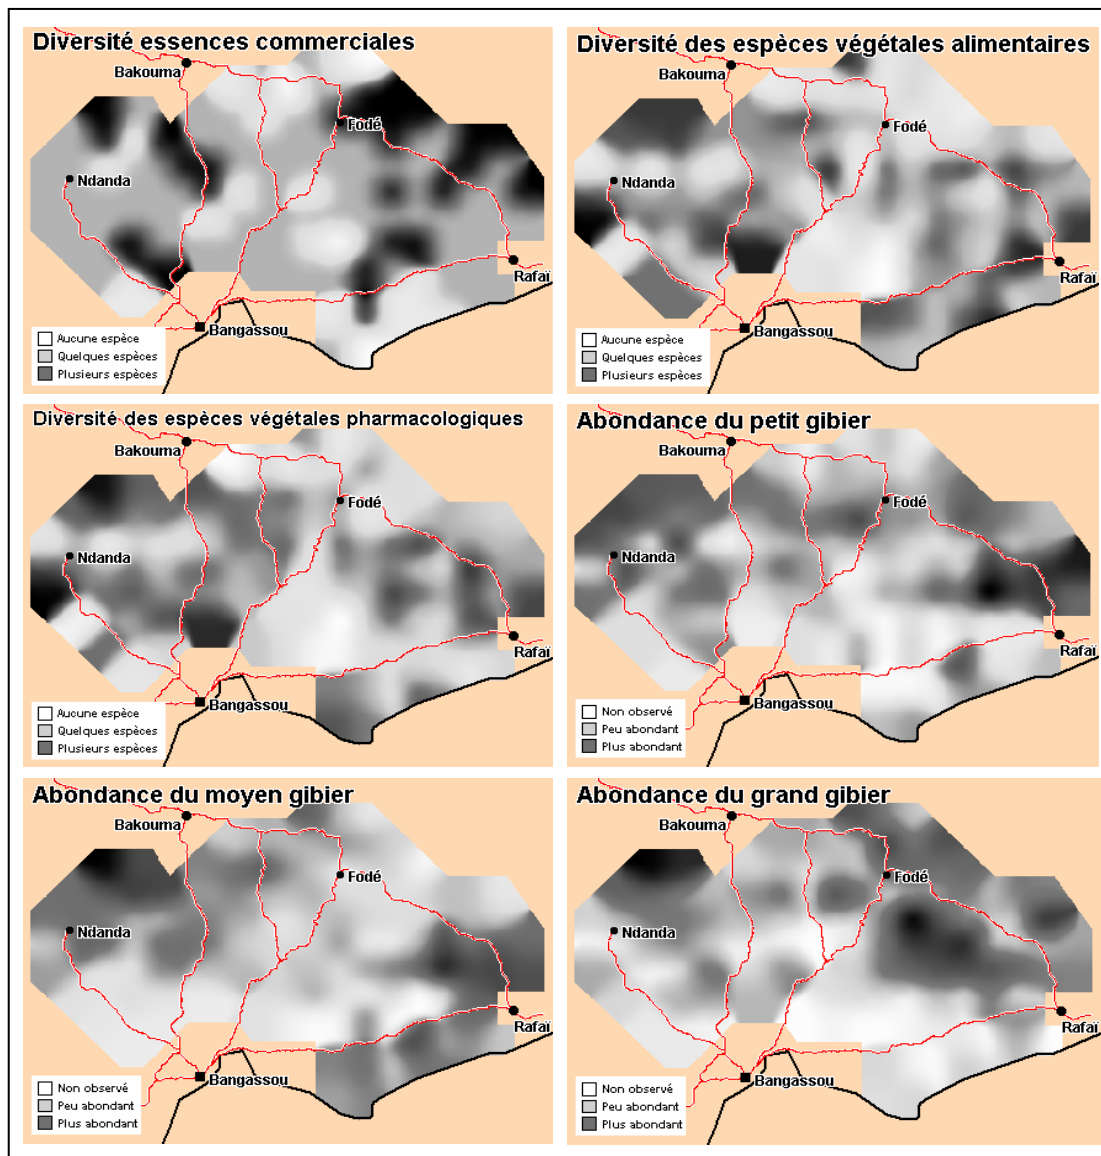 Diversité essences commerciales
Bakouma
Fodé
Ndanda
Rafaï
Bangassou
Aucune espèce
Quelques espèces
Plusieurs espèces
Diversité des espèces végétales alimentaires
Bakouma
Fodé
Ndanda
Rafaï
Bangassou
Aucune espèce
Quelques espèces
Plusieurs espèces
Diversité des espèces végétales pharmacologiques
Bakouma
Fodé
Ndanda
Rafaï
Bangassou
Aucune espèce
Quelques espèces
Plusieurs espèces
Abondance du petit gibier
Bakouma
Fodé
Ndanda
Rafaï
Bangassou
Non observé
Peu abondant
Plus abondant
Abondance du moyen gibier
Bakouma
Fodé
Ndanda
Rafaï
Bangassou
Non observé
Peu abondant
Plus abondant
Abondance du grand gibier
Bakouma
Fodé
Ndanda
Rafaï
Bangassou
Non observé
Peu abondant
Plus abondant